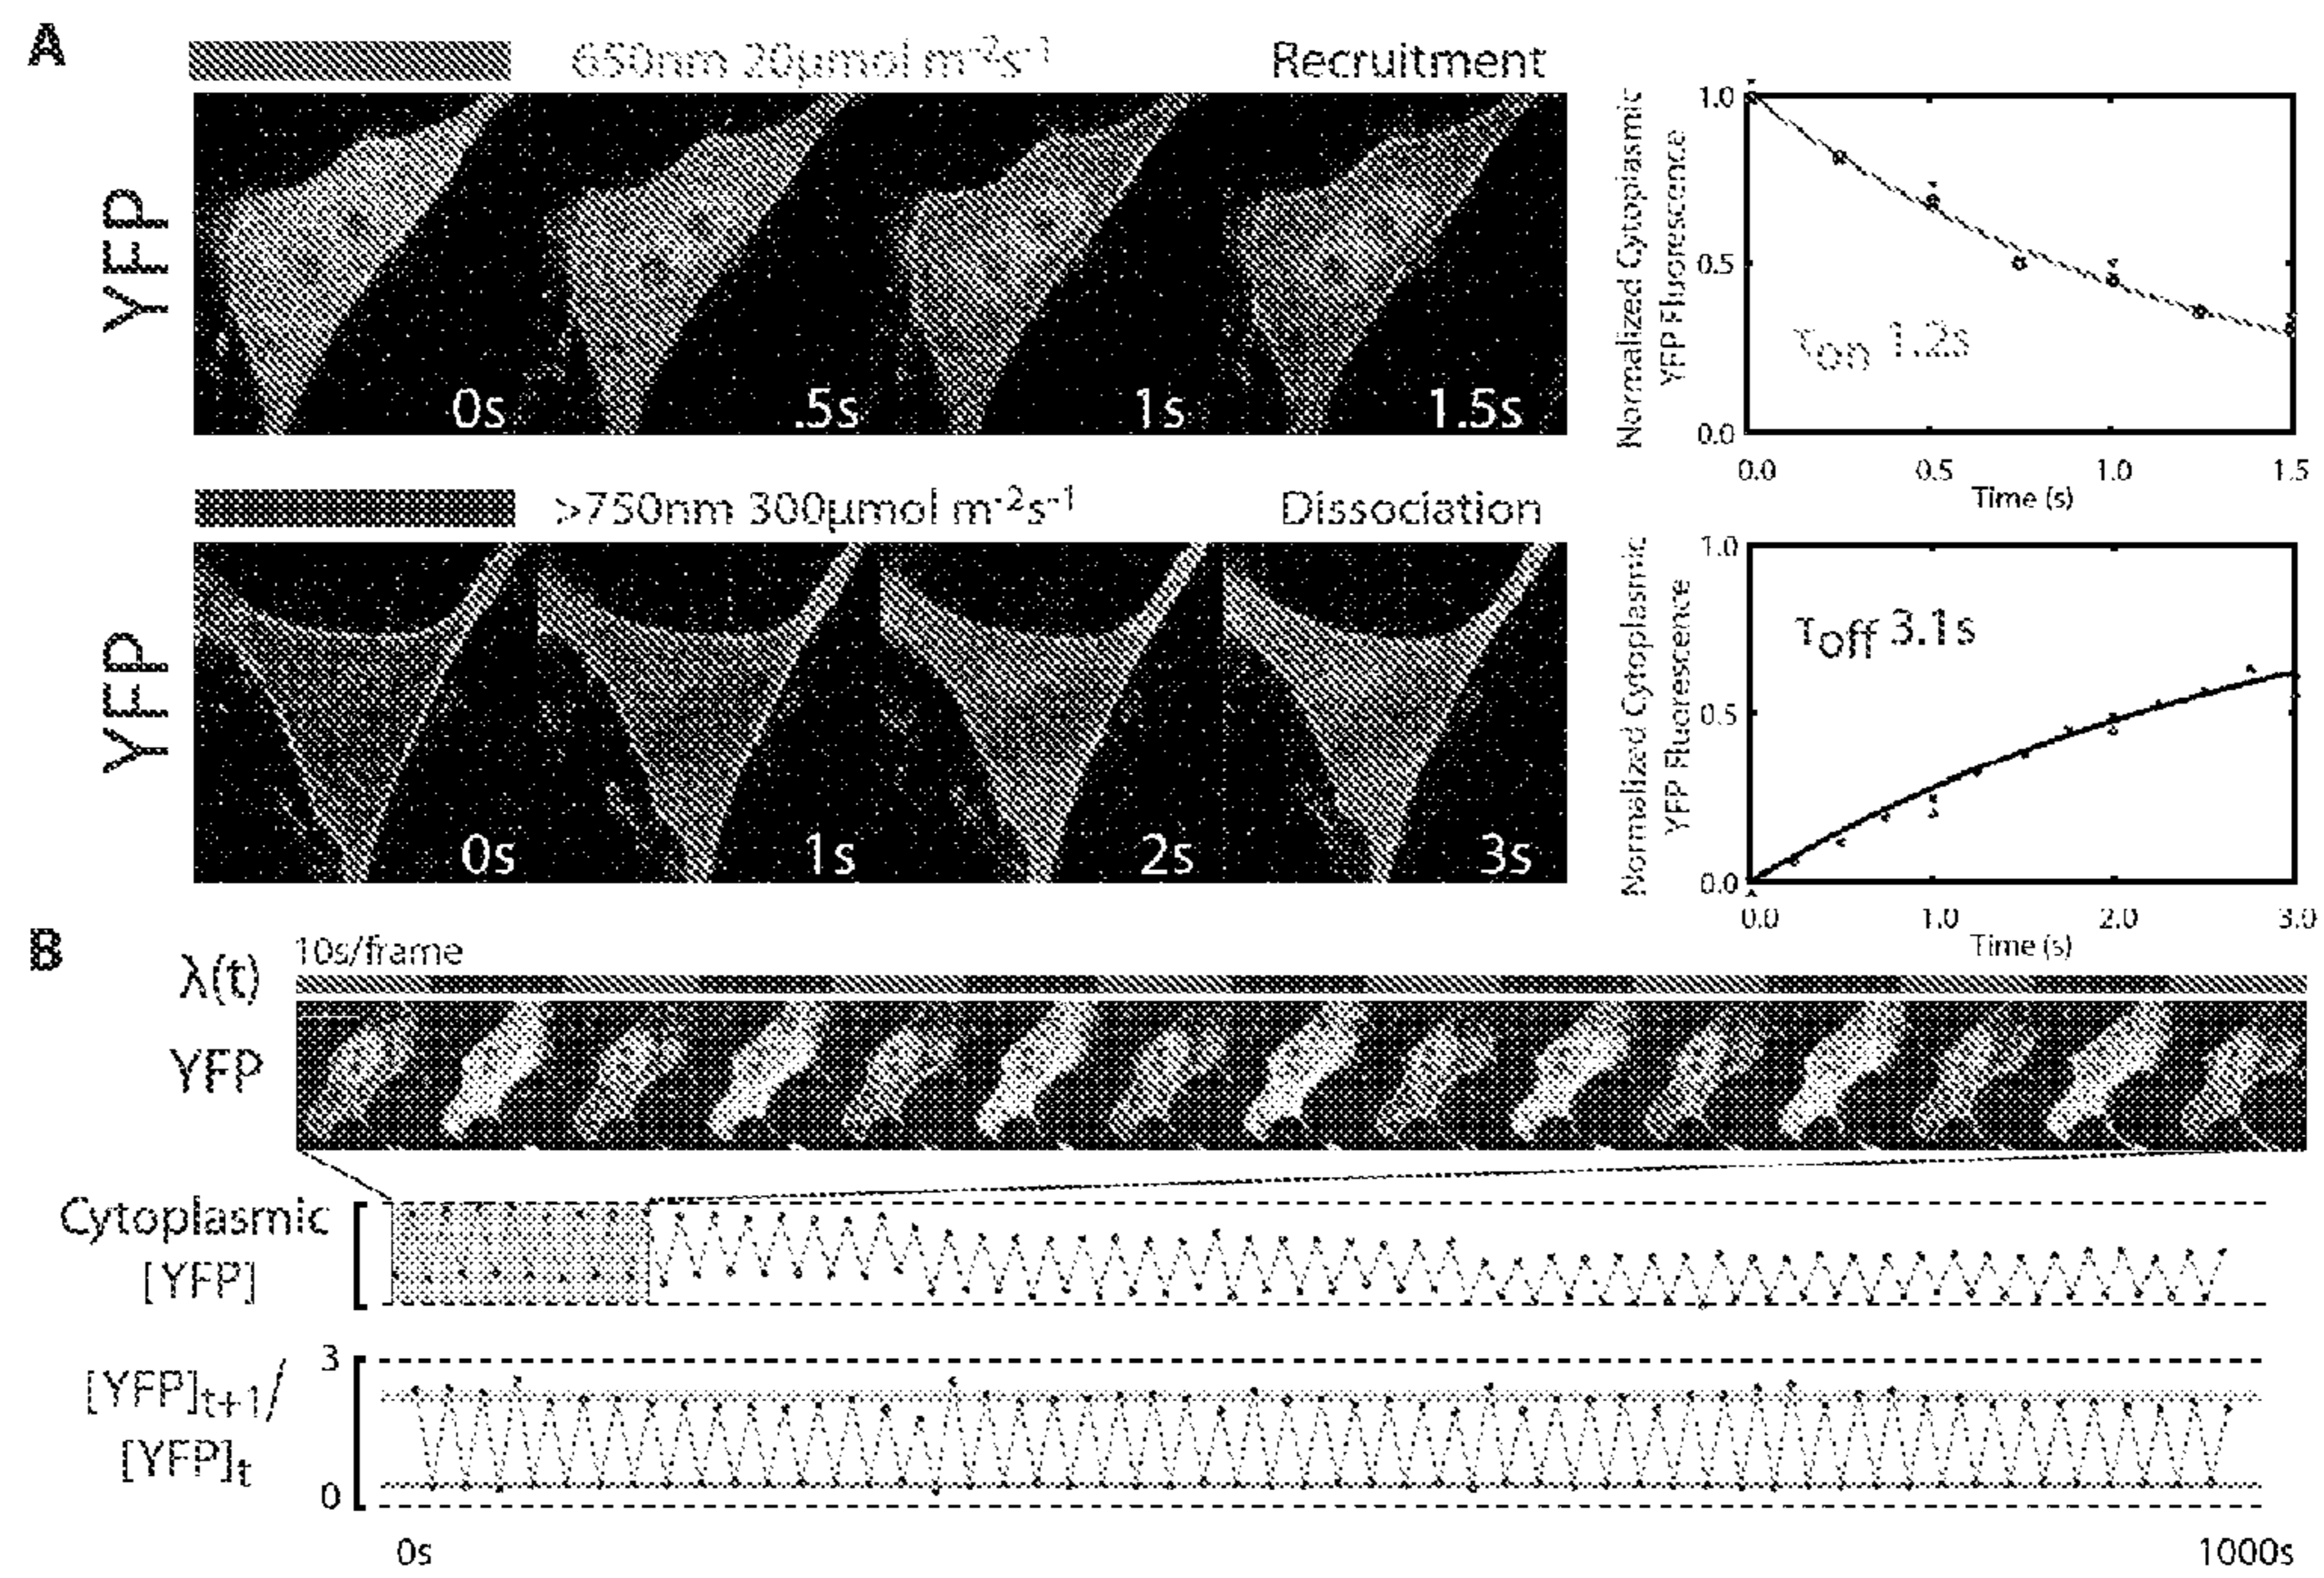 A
650nm 20µmol m⁻²s⁻¹ Recruitment
YFP
0s .5s 1s 1.5s
Normalized Cytoplasmic
YFP Fluorescence
1.0
0.5
0.0
τon 1.2s
0.0 0.5 1.0 1.5
Time (s)
>750nm 300µmol m⁻²s⁻¹ Dissociation
YFP
0s 1s 2s 3s
Normalized Cytoplasmic
YFP Fluorescence
1.0
0.5
0.0
τoff 3.1s
0.0 1.0 2.0 3.0
Time (s)
B
10s/frame
λ(t)
YFP
Cytoplasmic
[YFP]
[YFP]t+1/
[YFP]t
3
0
0s 1000s